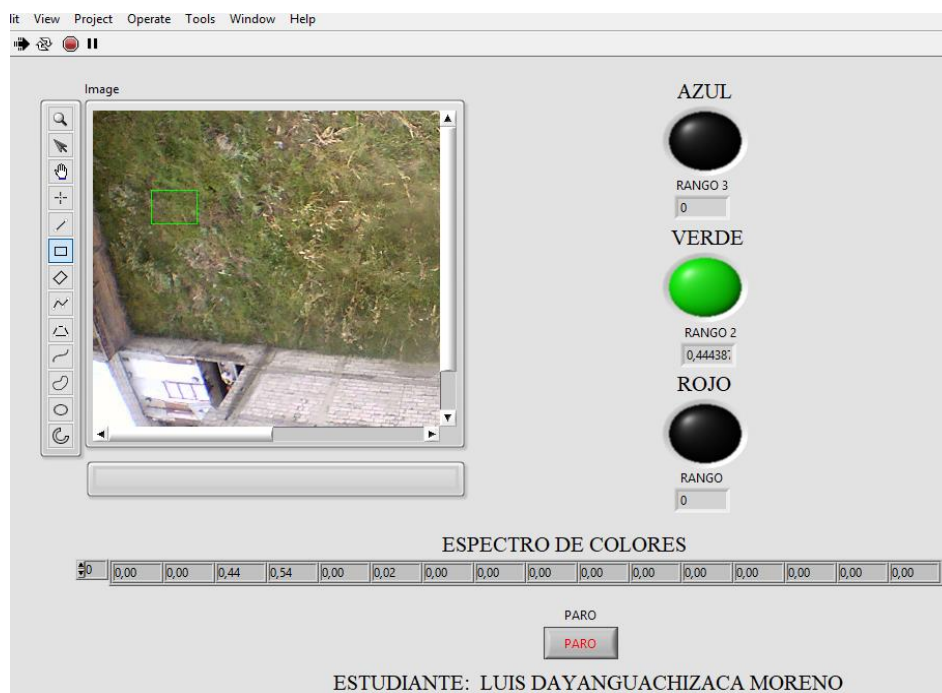 dit View Project Operate Tools Window Help
Image
AZUL
RANGO 3
0
VERDE
RANGO 2
0,444387
ROJO
RANGO
0
ESPECTRO DE COLORES
0 0,00 0,00 0,44 0,54 0,00 0,02 0,00 0,00 0,00 0,00 0,00 0,00 0,00 0,00 0,00 0,00
PARO
PARO
ESTUDIANTE: LUIS DAYANGUACHIZACA MORENO